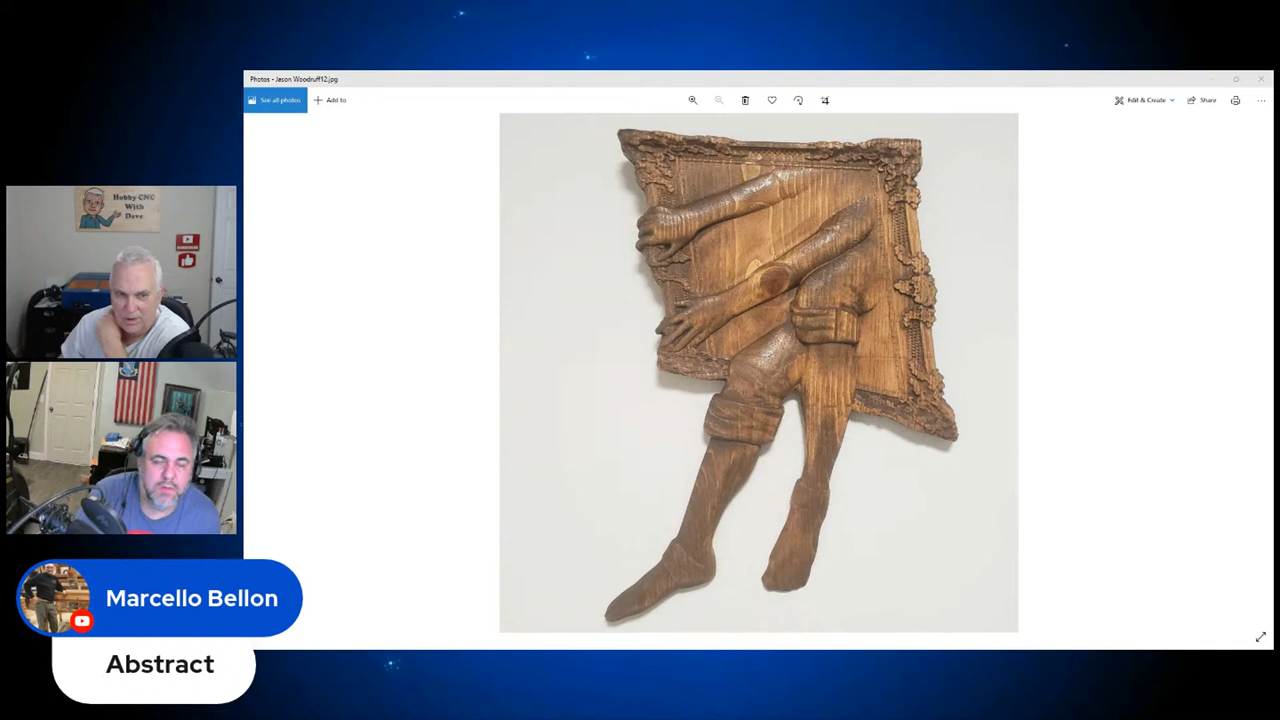 Photos - Jason Woodruff12.jpg
See all photos
Add to
Edit & Create
Share
Hobby CNC
With
Dave
Marcello Bellon
Abstract